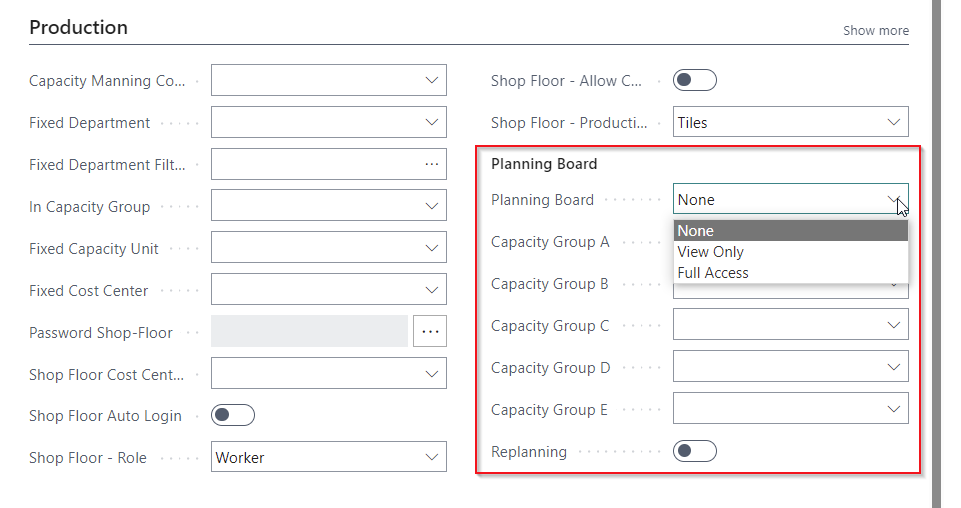 Production
Show more
Capacity Manning Co...
Fixed Department
Fixed Department Filt...
In Capacity Group
Fixed Capacity Unit
Fixed Cost Center
Password Shop-Floor
Shop Floor Cost Cent...
Shop Floor Auto Login
Shop Floor - Role
Worker
Shop Floor - Allow C...
Shop Floor - Producti...
Tiles
Planning Board
Planning Board
None
None
View Only
Full Access
Capacity Group A
Capacity Group B
Capacity Group C
Capacity Group D
Capacity Group E
Replanning